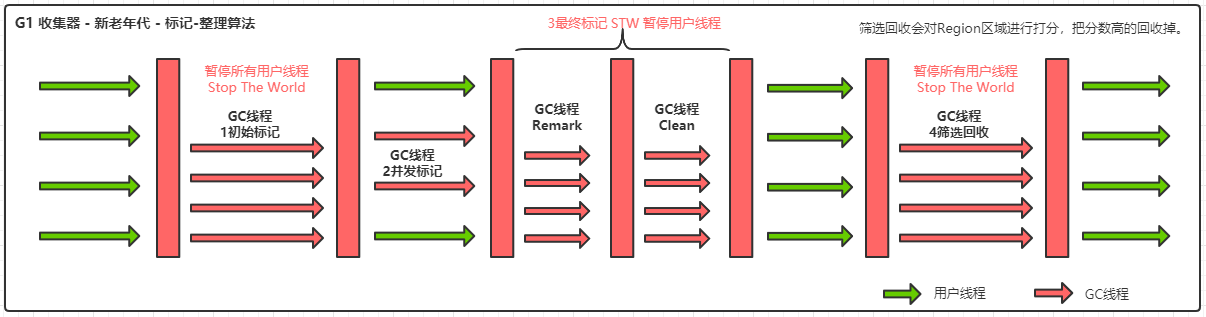 G1 收集器 - 新老年代 - 标记-整理算法
3最终标记 STW 暂停用户线程
筛选回收会对Region区域进行打分，把分数高的回收掉。
暂停所有用户线程
Stop The World
GC线程
1初始标记
GC线程
2并发标记
GC线程
Remark
GC线程
Clean
暂停所有用户线程
Stop The World
GC线程
4筛选回收
用户线程
GC线程